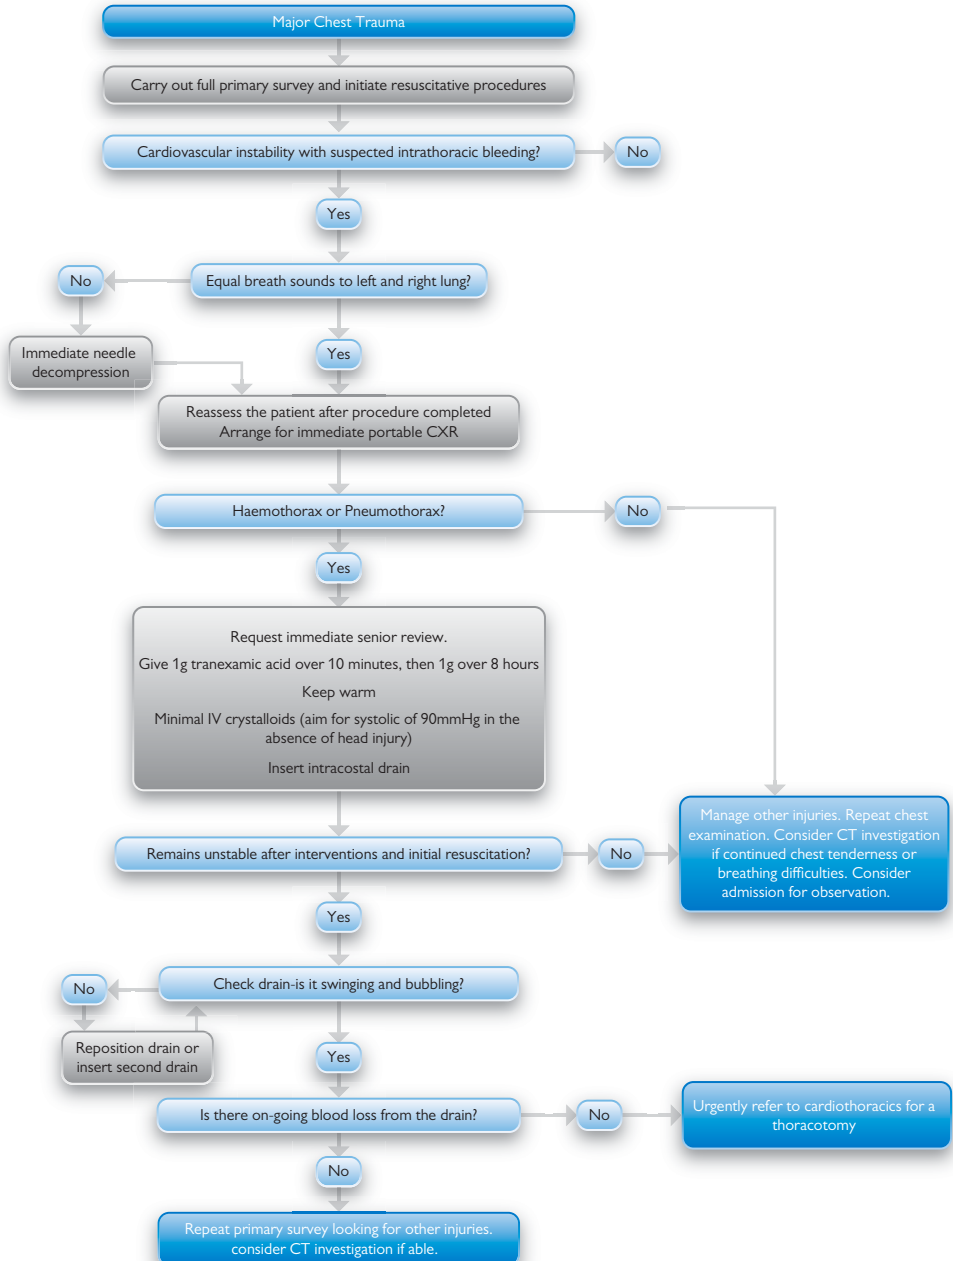 Major Chest Trauma
Carry out full primary survey and initiate resuscitative procedures
Cardiovascular instability with suspected intrathoracic bleeding?
No
Yes
No
Equal breath sounds to left and right lung?
Immediate needle
decompression
Yes
Reassess the patient after procedure completed
Arrange for immediate portable CXR
Haemothorax or Pneumothorax?
No
Yes
Request immediate senior review.
Give 1g tranexamic acid over 10 minutes, then 1g over 8 hours
Keep warm
Minimal IV crystalloids (aim for systolic of 90mmHg in the
absence of head injury)
Insert intracostal drain
Remains unstable after interventions and initial resuscitation?
No
Manage other injuries. Repeat chest
examination. Consider CT investigation
if continued chest tenderness or
breathing difficulties. Consider
admission for observation.
Yes
No
Check drain-is it swinging and bubbling?
Reposition drain or
insert second drain
Yes
Is there on-going blood loss from the drain?
No
Urgently refer to cardiothoracics for a
thoracotomy
No
Repeat primary survey looking for other injuries.
consider CT investigation if able.